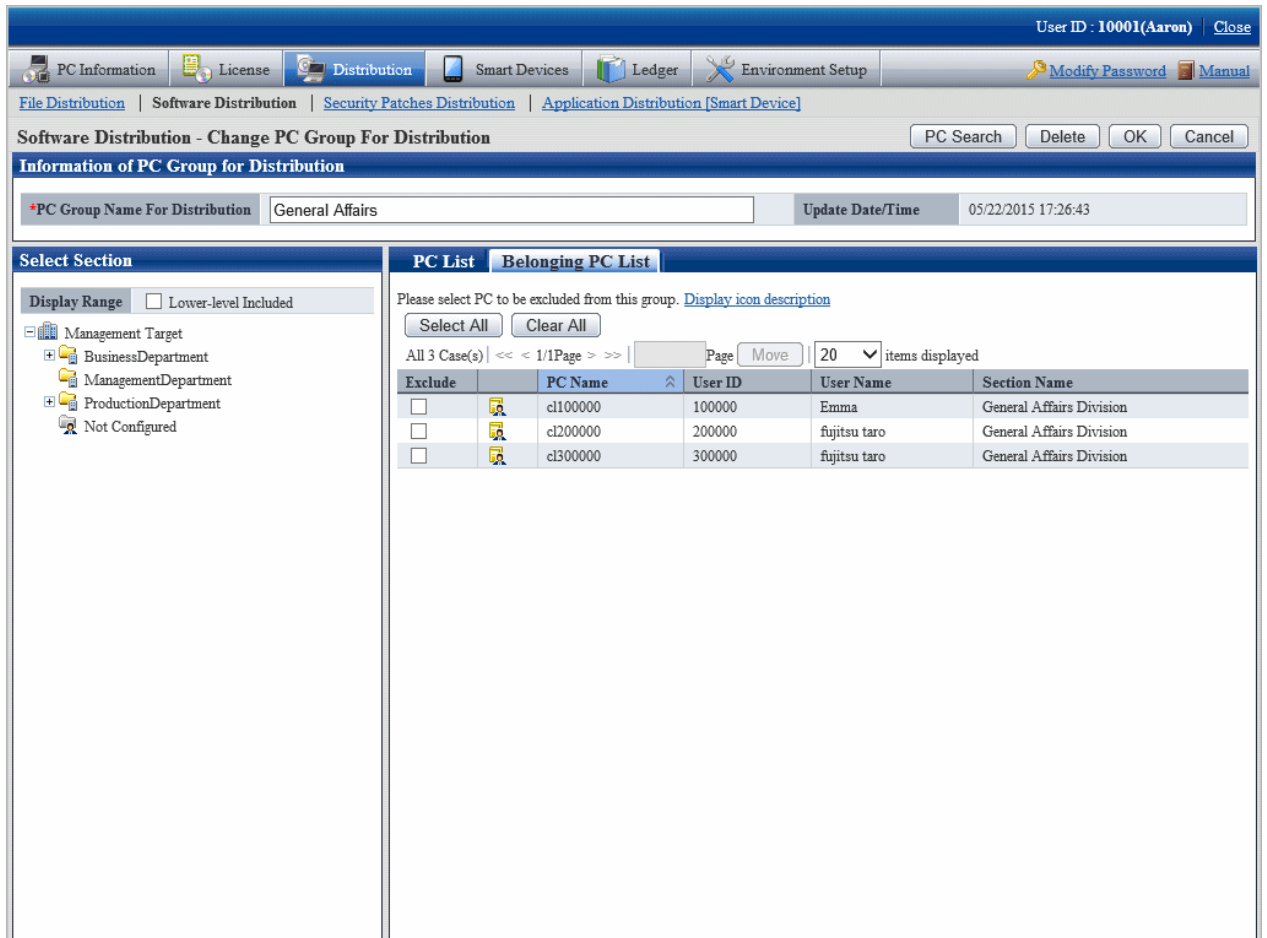 User ID : 10001(Aaron) Close
PC Information License Distribution Smart Devices Ledger Environment Setup Modify Password Manual
File Distribution | Software Distribution | Security Patches Distribution | Application Distribution [Smart Device]
Software Distribution - Change PC Group For Distribution PC Search Delete OK Cancel
Information of PC Group for Distribution
*PC Group Name For Distribution General Affairs Update Date/Time 05/22/2015 17:26:43
Select Section
Display Range Lower-level Included
Management Target
BusinessDepartment
ManagementDepartment
ProductionDepartment
Not Configured
PC List Belonging PC List
Please select PC to be excluded from this group. Display icon description
Select All Clear All
All 3 Case(s) | << < 1/1Page > >> | Page Move | 20 items displayed
Exclude PC Name User ID User Name Section Name
cl100000 100000 Emma General Affairs Division
cl200000 200000 fujitsu taro General Affairs Division
cl300000 300000 fujitsu taro General Affairs Division